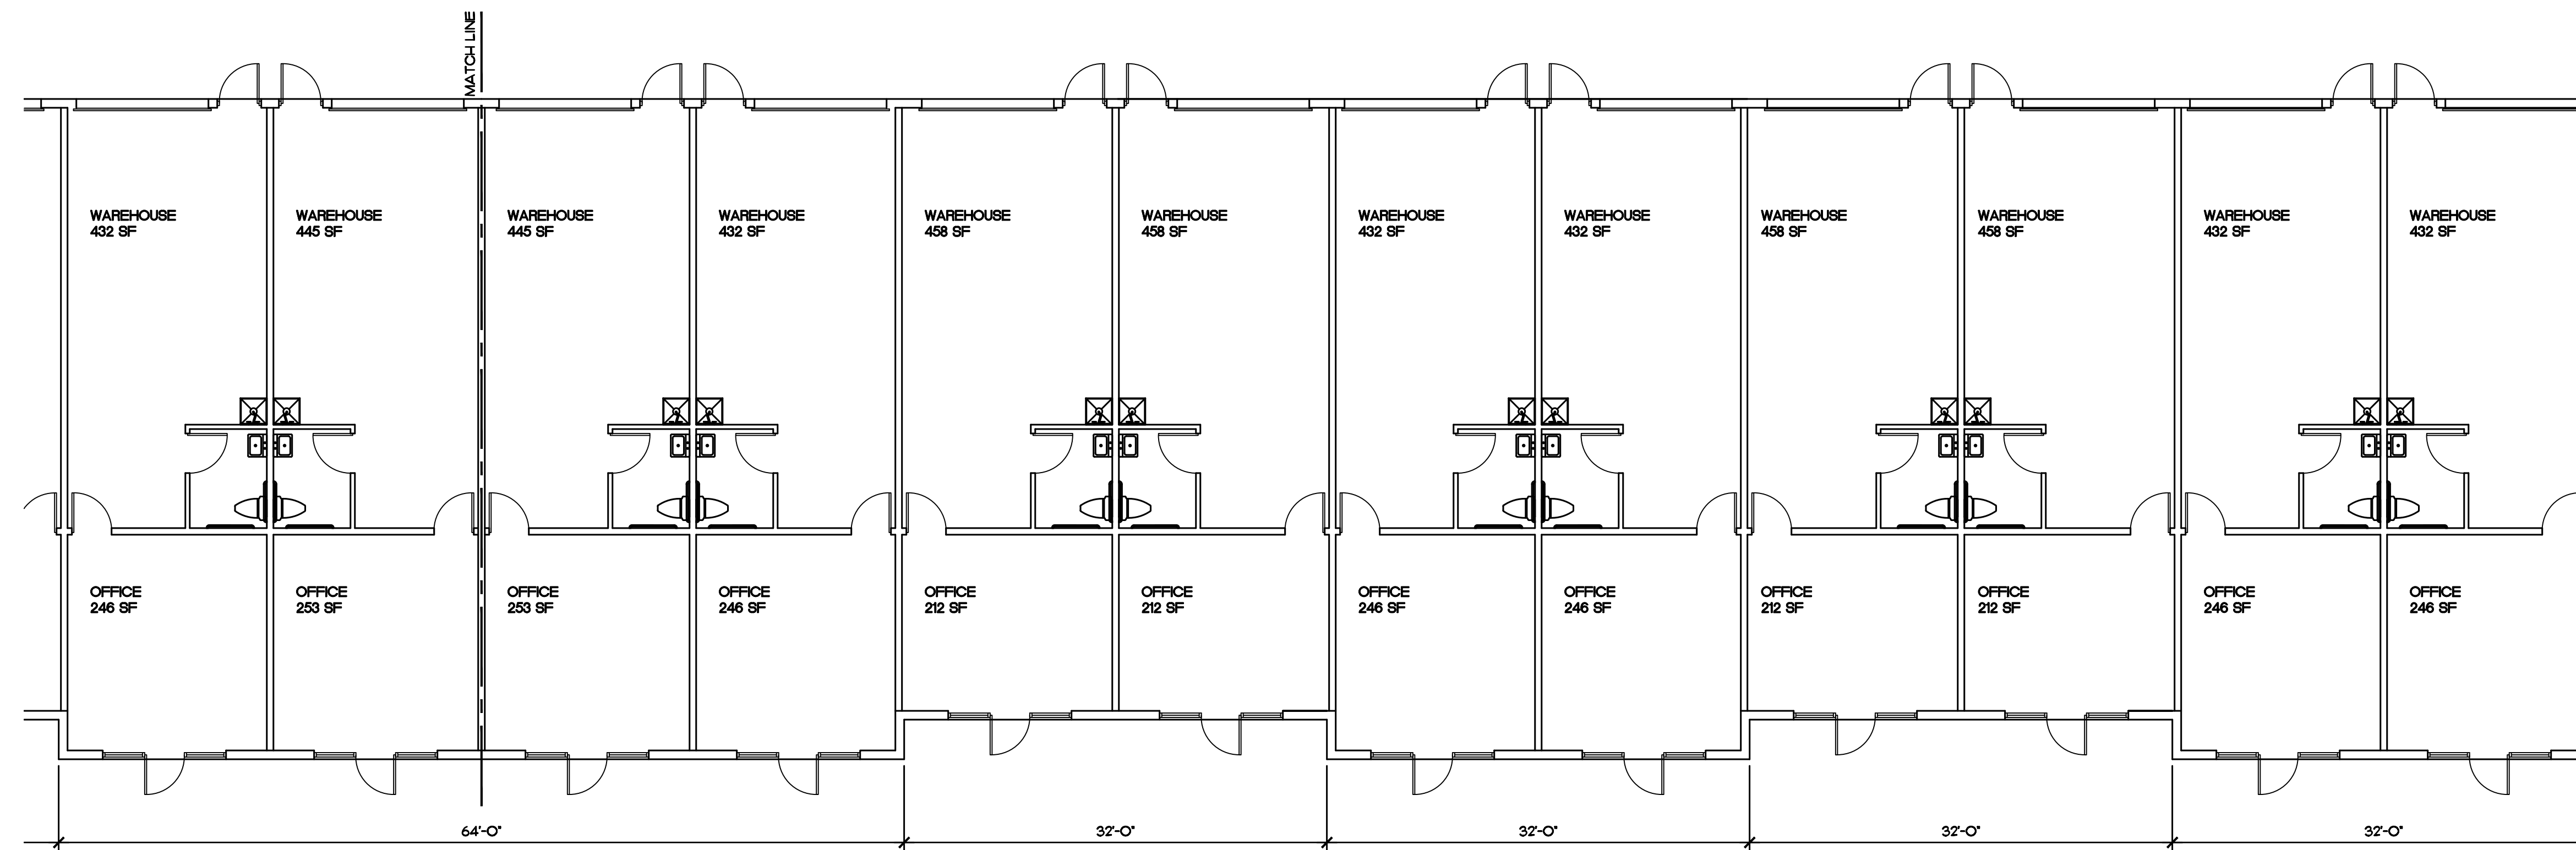 MATCH LINE
WAREHOUSE
432 SF
WAREHOUSE
445 SF
WAREHOUSE
445 SF
WAREHOUSE
432 SF
WAREHOUSE
458 SF
WAREHOUSE
458 SF
WAREHOUSE
432 SF
WAREHOUSE
432 SF
WAREHOUSE
458 SF
WAREHOUSE
458 SF
WAREHOUSE
432 SF
WAREHOUSE
432 SF
OFFICE
246 SF
OFFICE
253 SF
OFFICE
253 SF
OFFICE
246 SF
OFFICE
212 SF
OFFICE
212 SF
OFFICE
246 SF
OFFICE
246 SF
OFFICE
212 SF
OFFICE
212 SF
OFFICE
246 SF
OFFICE
246 SF
64'-0"
32'-0"
32'-0"
32'-0"
32'-0"